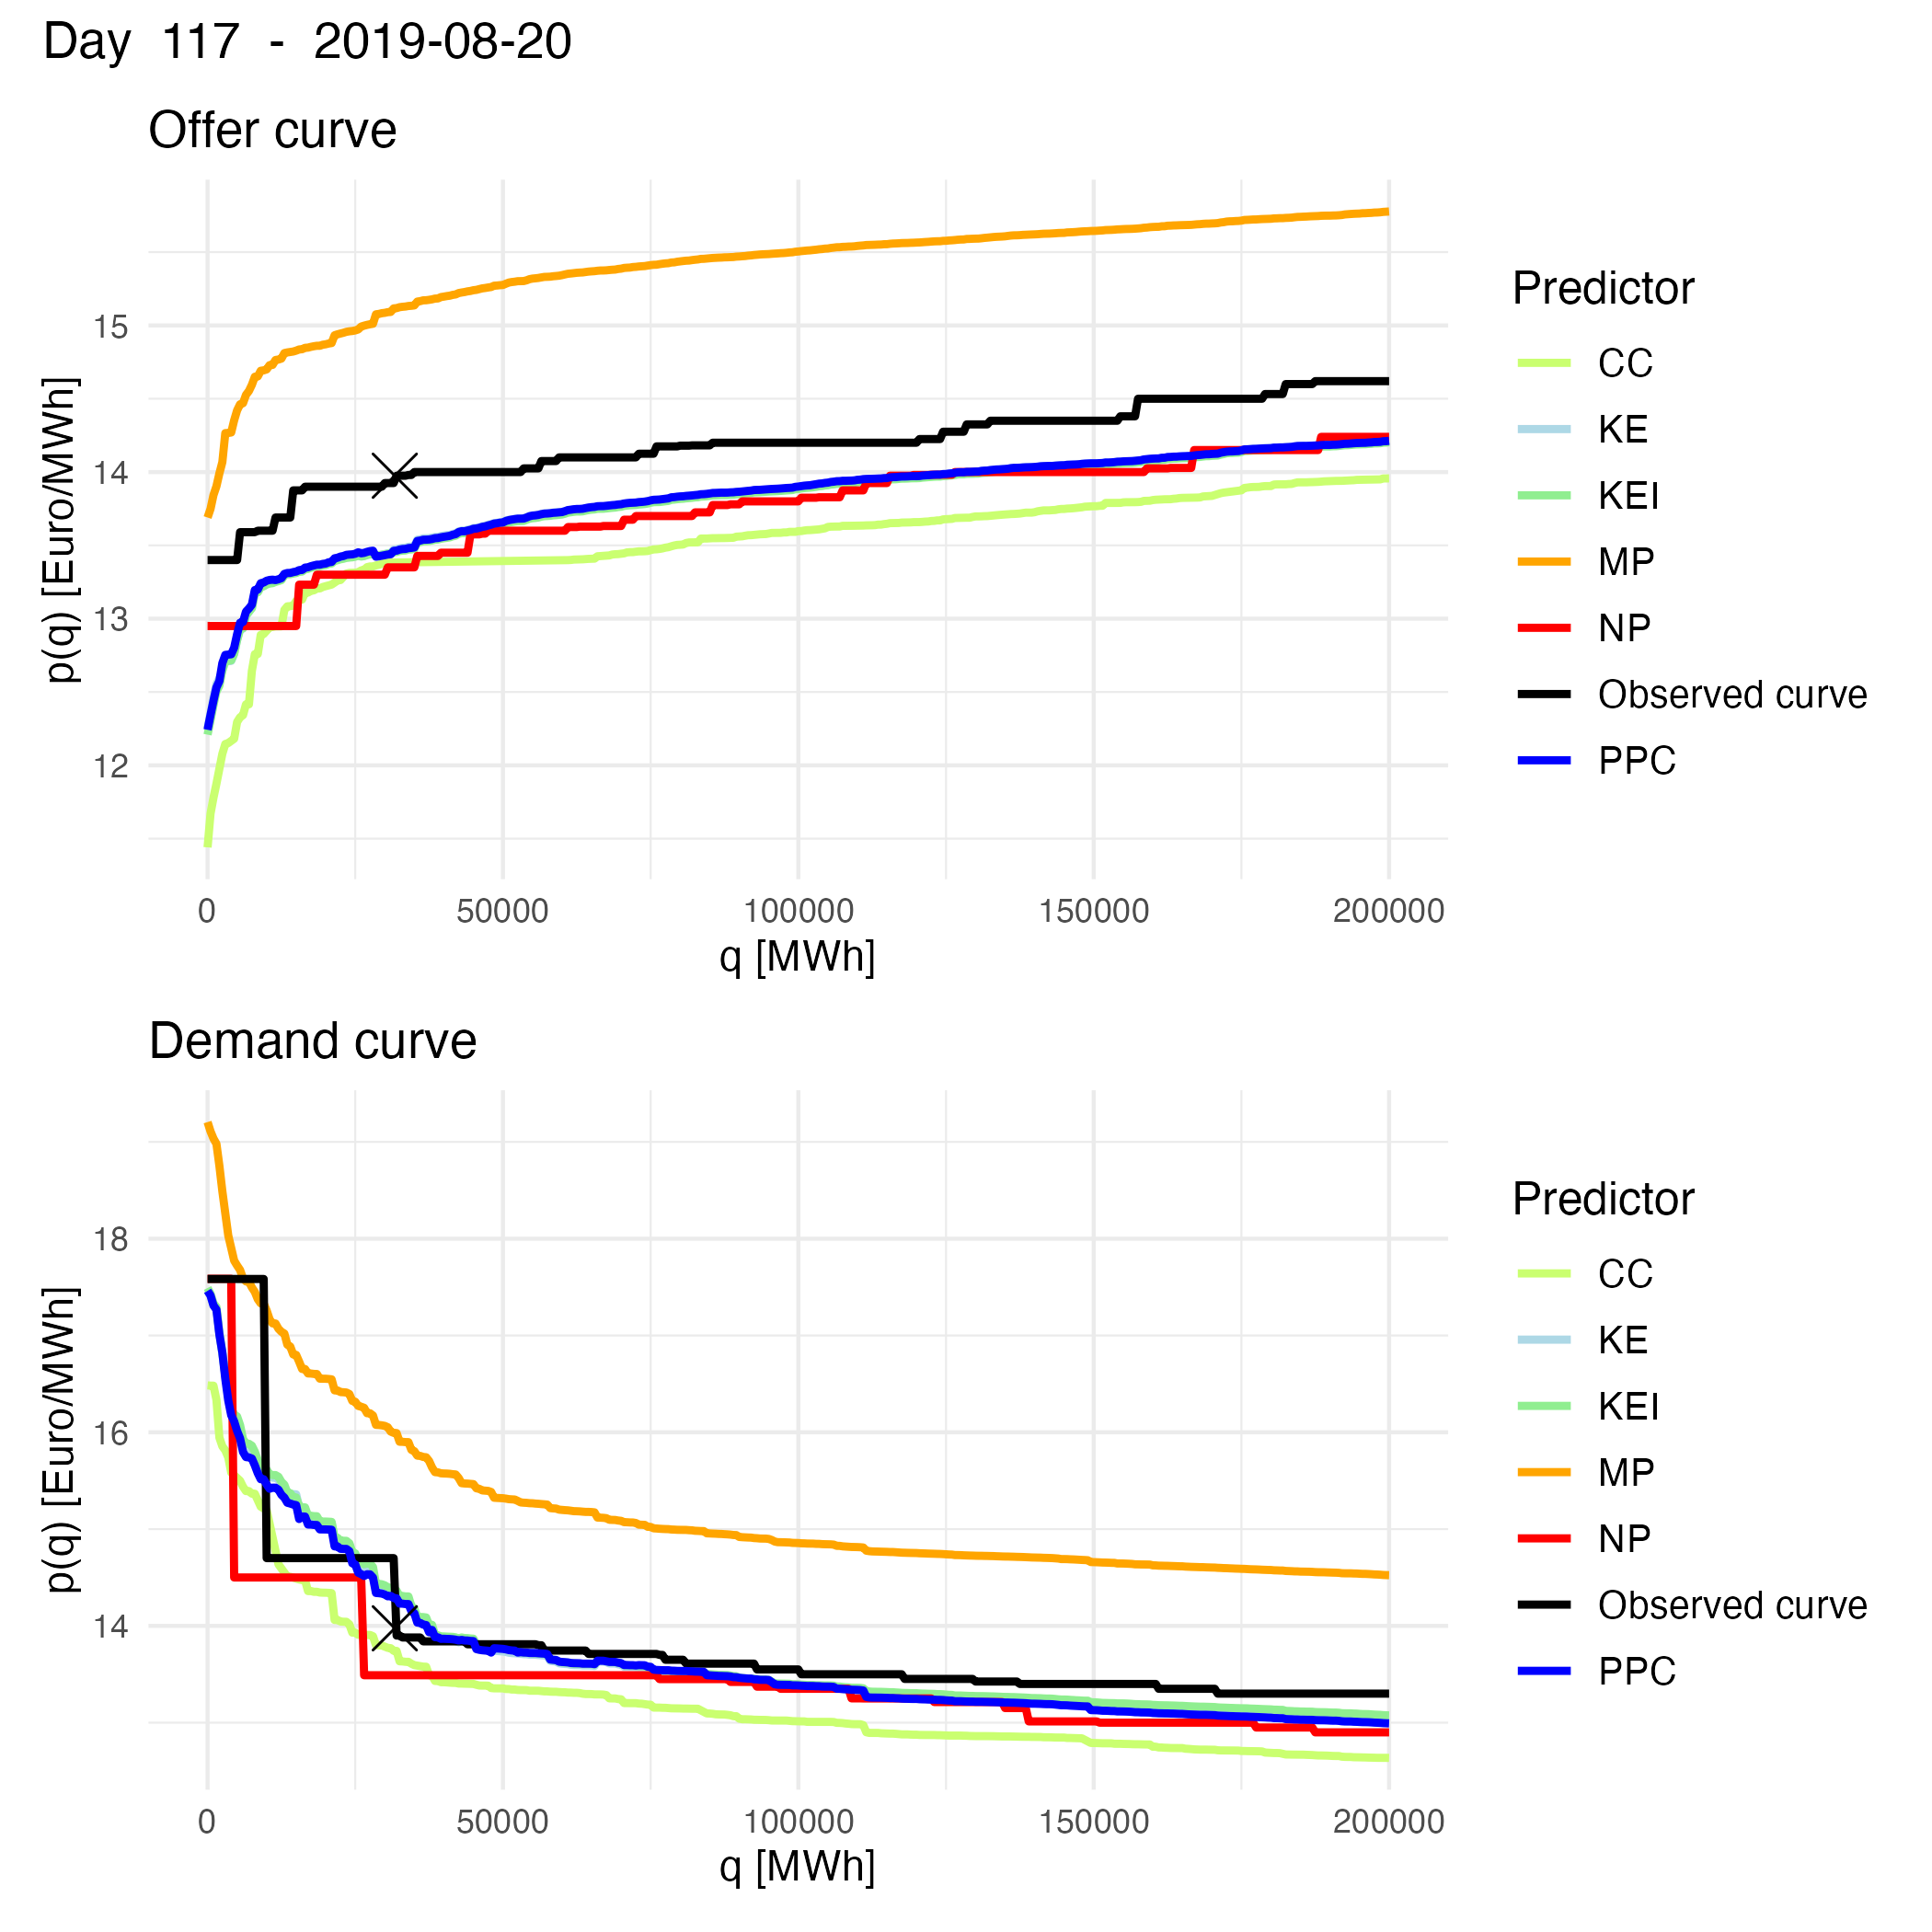 Day 117 - 2019-08-20
Offer curve
p(q) [Euro/MWh]
15
14
13
12
0 50000 100000 150000 200000
q [MWh]
Predictor
CC
KE
KEI
MP
NP
Observed curve
PPC
Demand curve
p(q) [Euro/MWh]
18
16
14
0 50000 100000 150000 200000
q [MWh]
Predictor
CC
KE
KEI
MP
NP
Observed curve
PPC